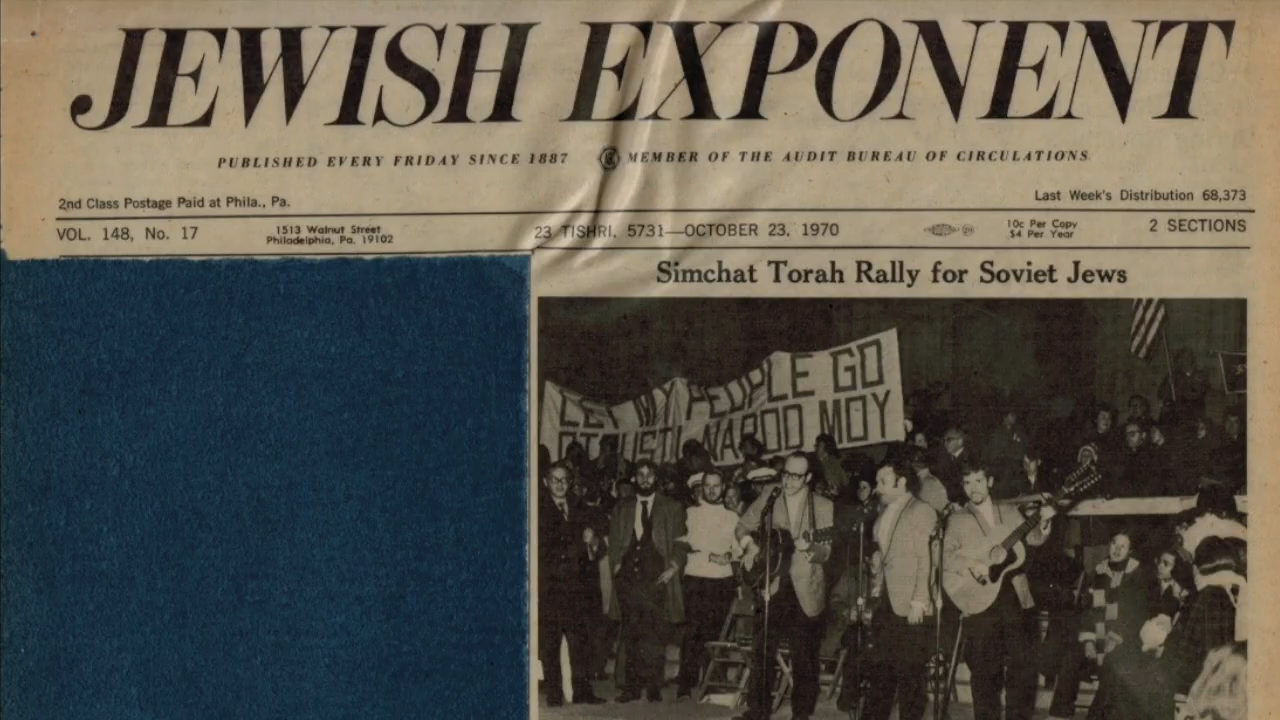 JEWISH EXPONENT
PUBLISHED EVERY FRIDAY SINCE 1887 MEMBER OF THE AUDIT BUREAU OF CIRCULATIONS
2nd Class Postage Paid at Phila., Pa.
Last Week's Distribution 68,373
VOL. 148, No. 17
1513 Walnut Street
Philadelphia, Pa. 19102
23 TISHRI, 5731—OCTOBER 23, 1970
10c Per Copy
$4 Per Year
2 SECTIONS
Simchat Torah Rally for Soviet Jews
LET MY PEOPLE GO
OTPUSTI NAROD MOY